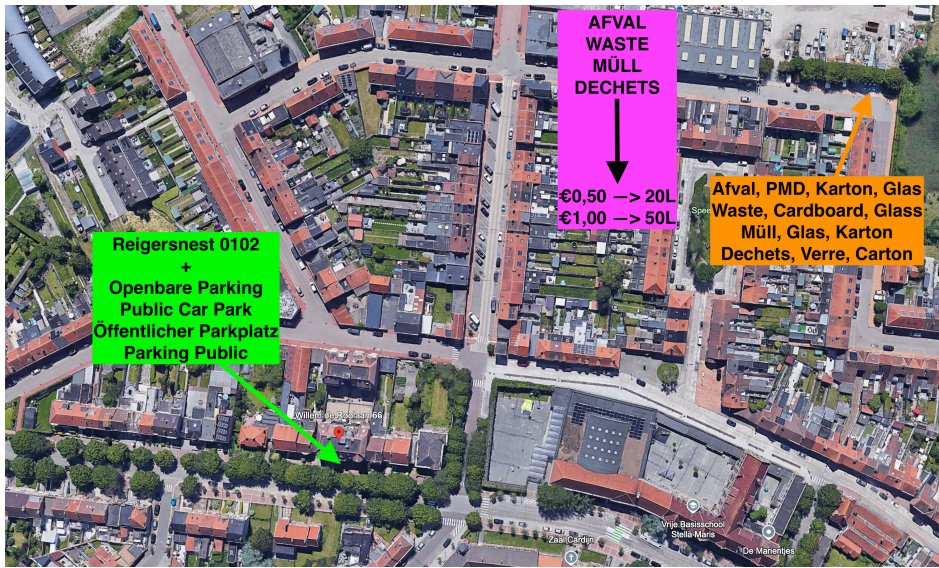 AFVAL
WASTE
MÜLL
DECHETS
€0,50 —> 20L
€1,00 —> 50L
Spee
Afval, PMD, Karton, Glas
Waste, Cardboard, Glass
Müll, Glas, Karton
Dechets, Verre, Carton
Reigersnest 0102
+
Openbare Parking
Public Car Park
Öffentlicher Parkplatz
Parking Public
Willem de Roolaan 66
Vrije Basisschool
Stella Maris
Zaal Cardijn
De Marientjes